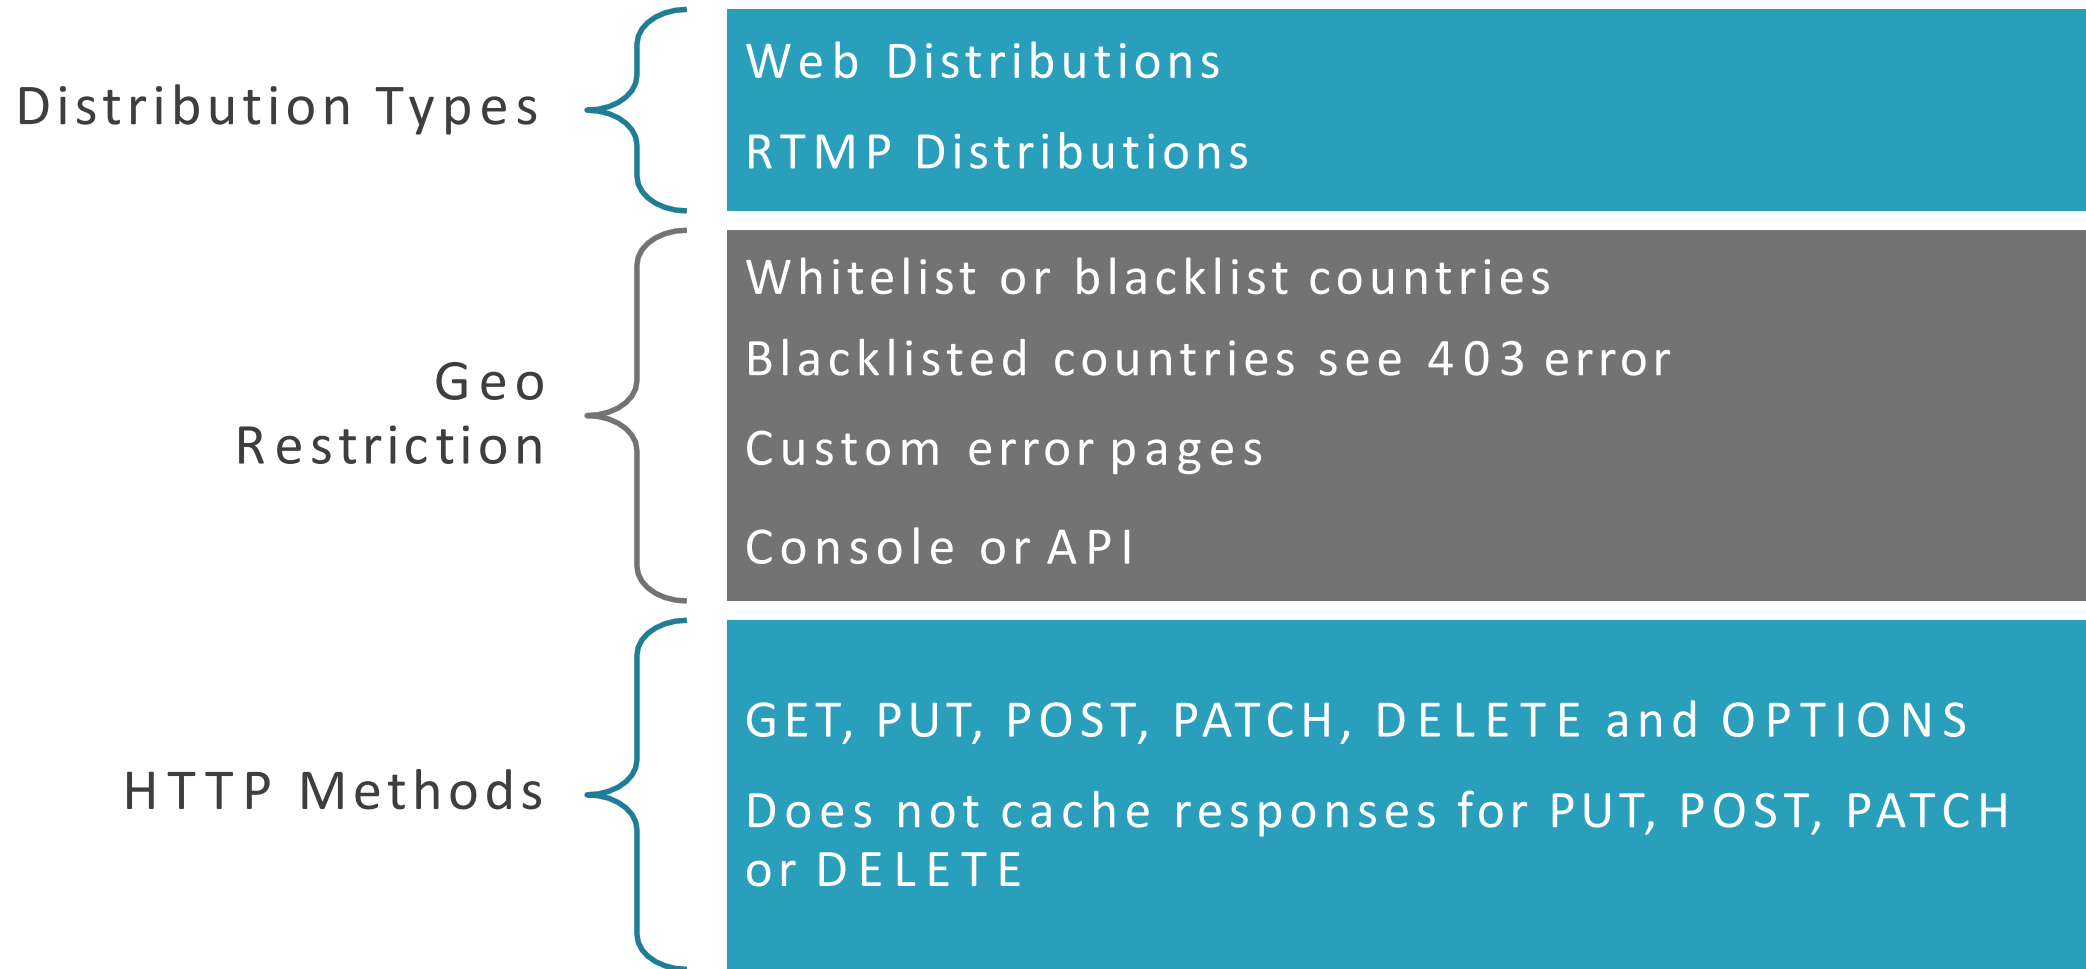 Distribution Types
Web Distributions
RTMP Distributions
Geo
Restriction
Whitelist or blacklist countries
Blacklisted countries see 403 error
Custom error pages
Console or API
HTTP Methods
GET, PUT, POST, PATCH, DELETE and OPTIONS
Does not cache responses for PUT, POST, PATCH
or DELETE